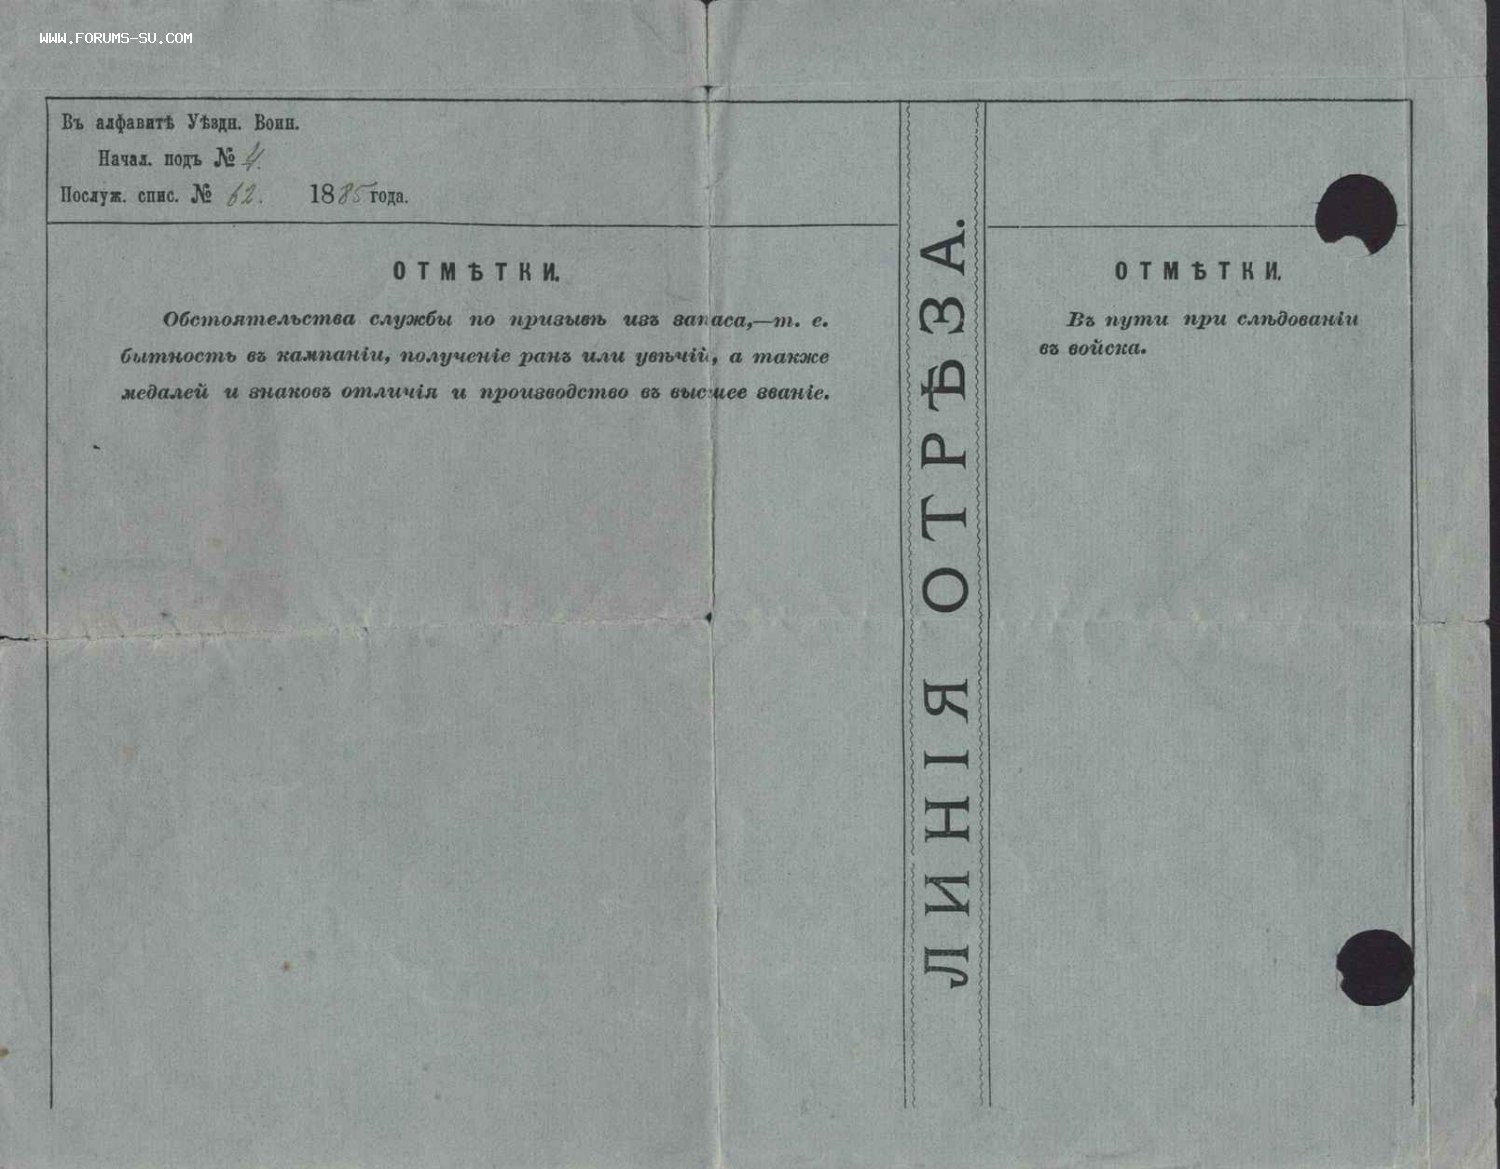 WWW.FORUMS-SU.COM
Въ алфавитѣ Уѣздн. Воин.
Начал. подъ № 4.
Послуж. спис. № 62. 1885 года.
ОТМѢТКИ.
Обстоятельства службы по призывѣ изъ запаса,—т. е.
бытность въ кампаніи, полученіе ранъ или увѣчій, а также
медалей и знаковъ отличія и производство въ высшее званіе.
ЛИНІЯ ОТРѢЗА.
ОТМѢТКИ.
Въ пути при слѣдованіи
въ войска.